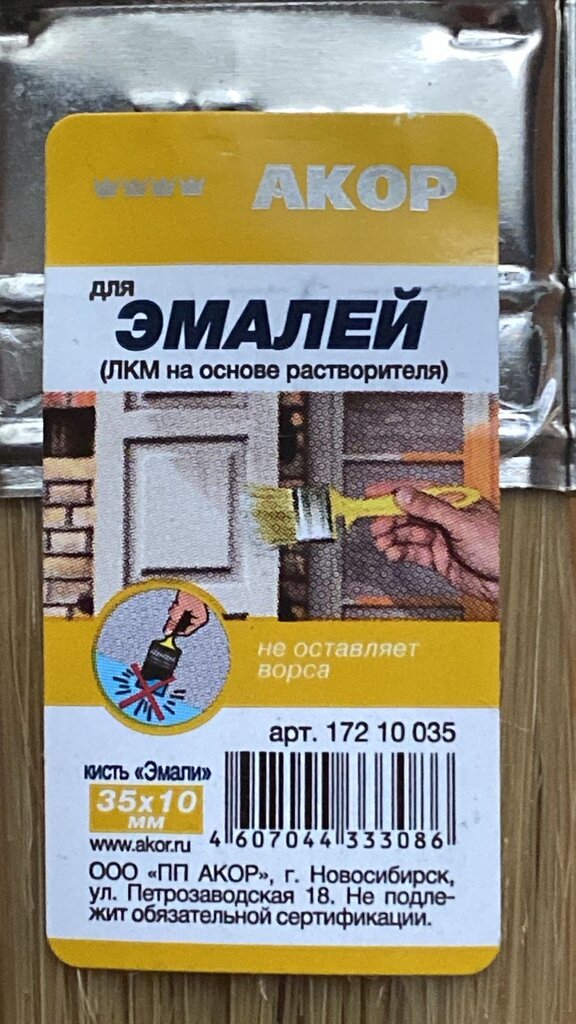 wwww АКОР
для
ЭМАЛЕЙ
(ЛКМ на основе растворителя)
не оставляет
ворса
арт. 172 10 035
кисть «Эмали»
35х10
мм
www.akor.ru
4 607044 333086
ООО «ПП АКОР», г. Новосибирск,
ул. Петрозаводская 18. Не подле-
жит обязательной сертификации.